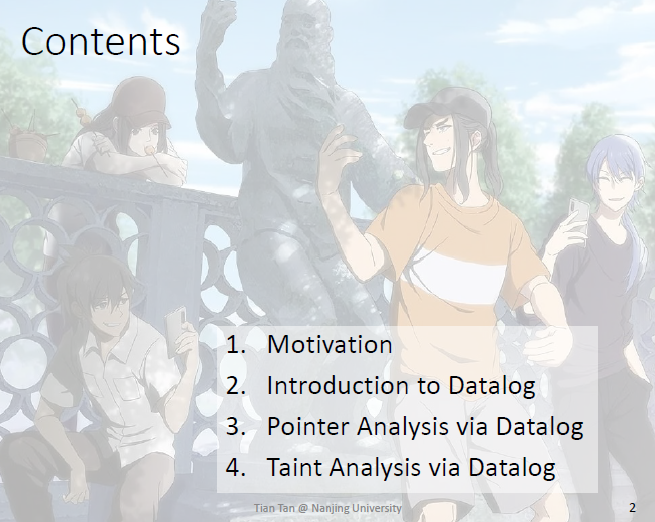 Contents
1. Motivation
2. Introduction to Datalog
3. Pointer Analysis via Datalog
4. Taint Analysis via Datalog
Tian Tan @ Nanjing University
2